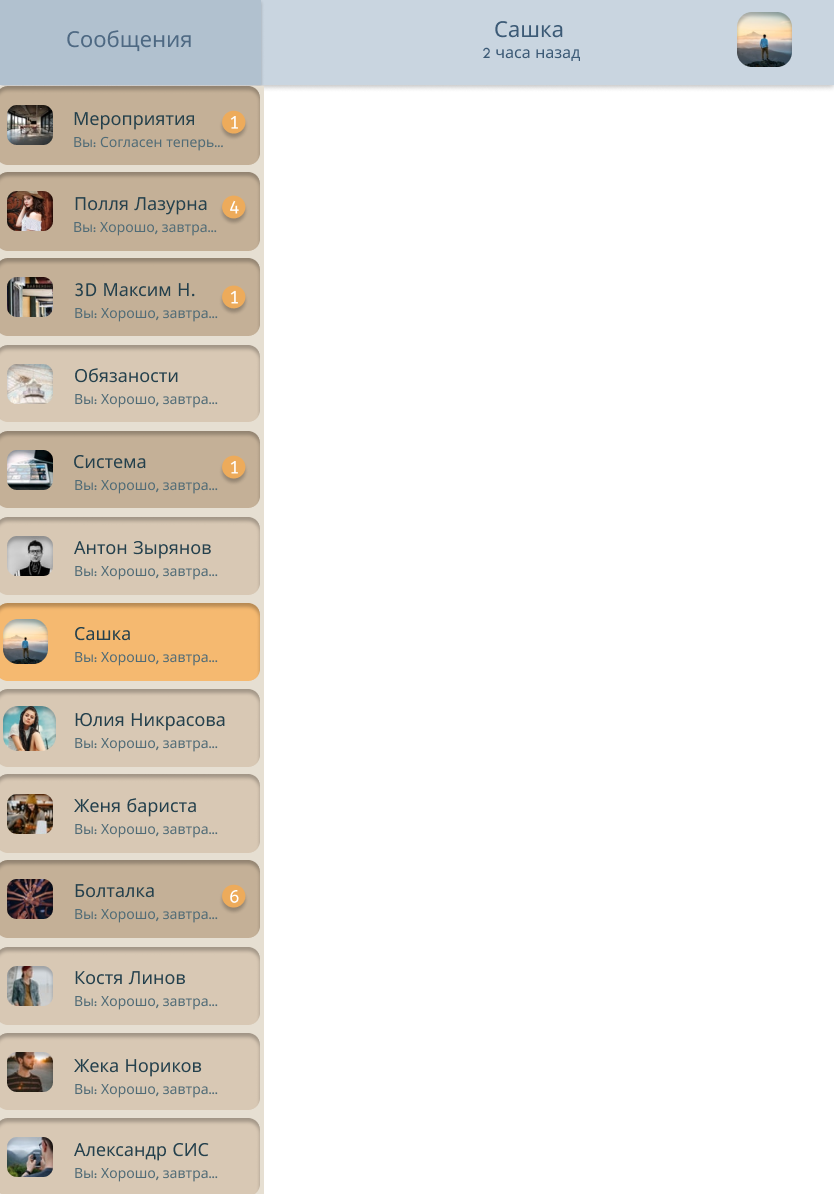 Сообщения
Сашка
2 часа назад
Мероприятия
1
Вы: Согласен теперь...
Полля Лазурна
4
Вы: Хорошо, завтра...
3D Максим Н.
1
Вы: Хорошо, завтра...
Обязаности
Вы: Хорошо, завтра...
Система
1
Вы: Хорошо, завтра...
Антон Зырянов
Вы: Хорошо, завтра...
Сашка
Вы: Хорошо, завтра...
Юлия Никрасова
Вы: Хорошо, завтра...
Женя бариста
Вы: Хорошо, завтра...
Болталка
6
Вы: Хорошо, завтра...
Костя Линов
Вы: Хорошо, завтра...
Жека Нориков
Вы: Хорошо, завтра...
Александр СИС
Вы: Хорошо, завтра...